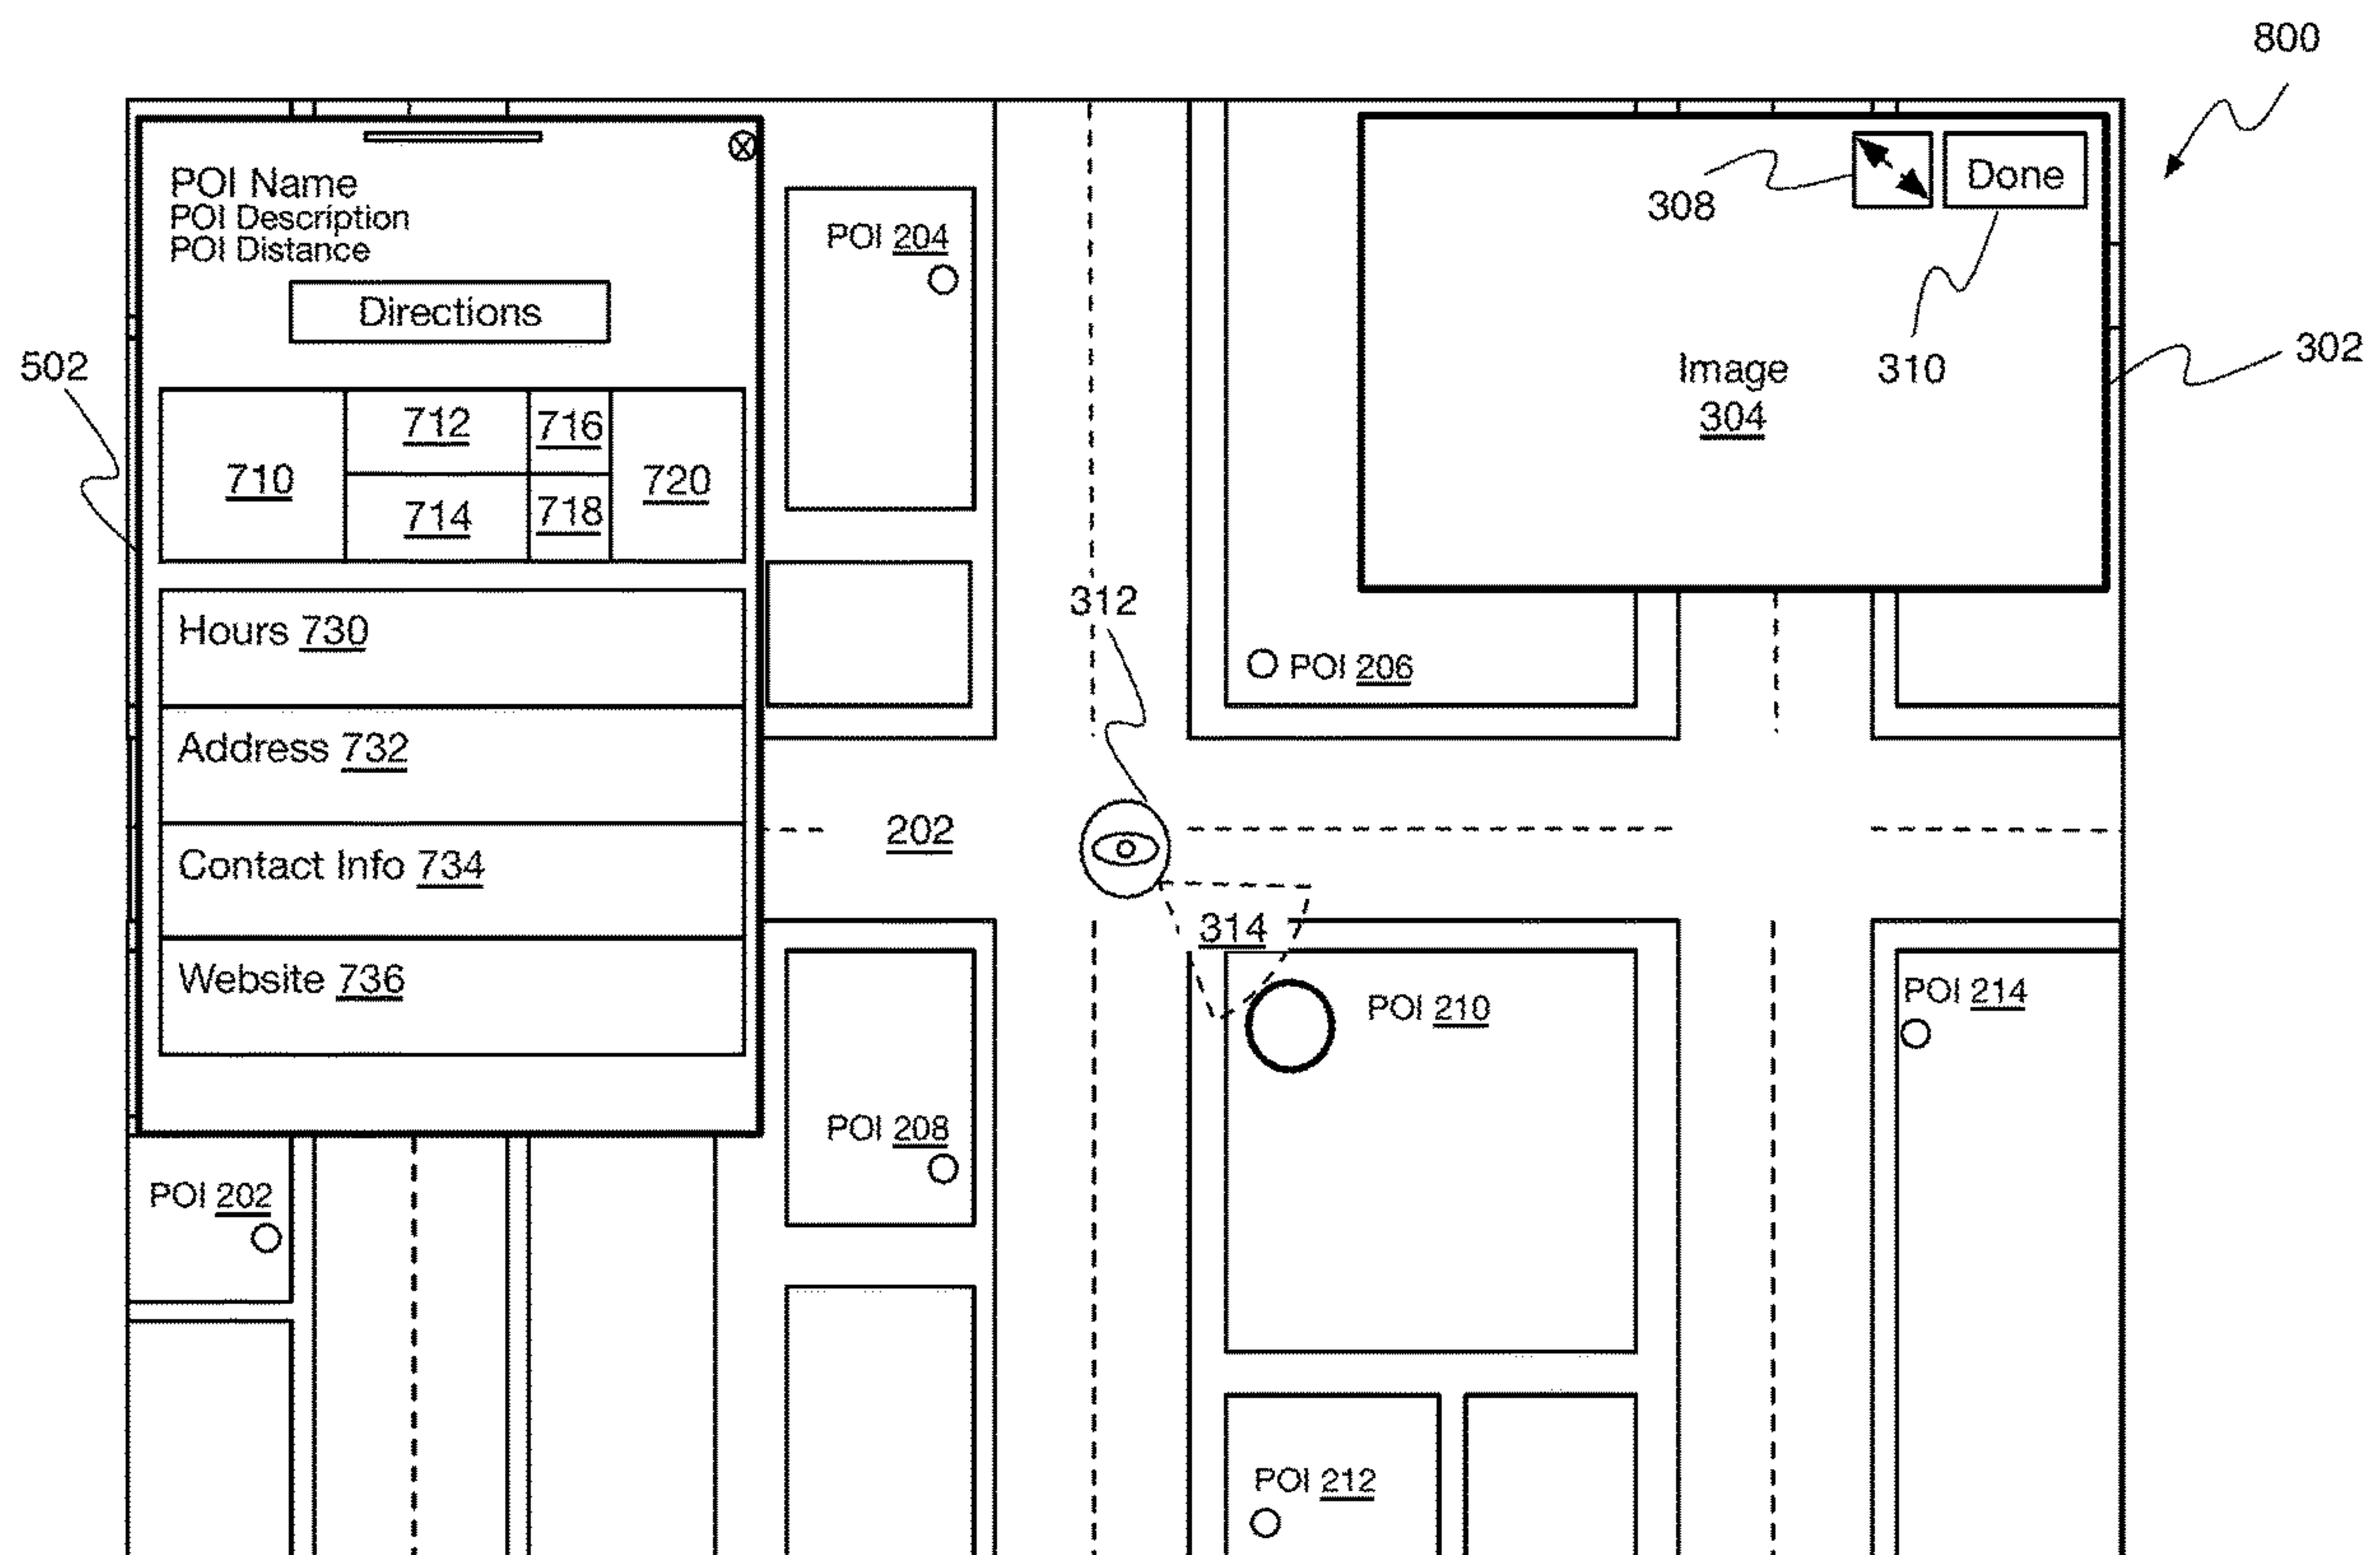 800
POI Name
POI Description
POI Distance
Directions
502
710
712
714
716
718
720
Hours 730
Address 732
Contact Info 734
Website 736
POI 204
308
Done
310
302
Image
304
312
POI 206
202
314
POI 210
POI 214
POI 208
POI 202
POI 212